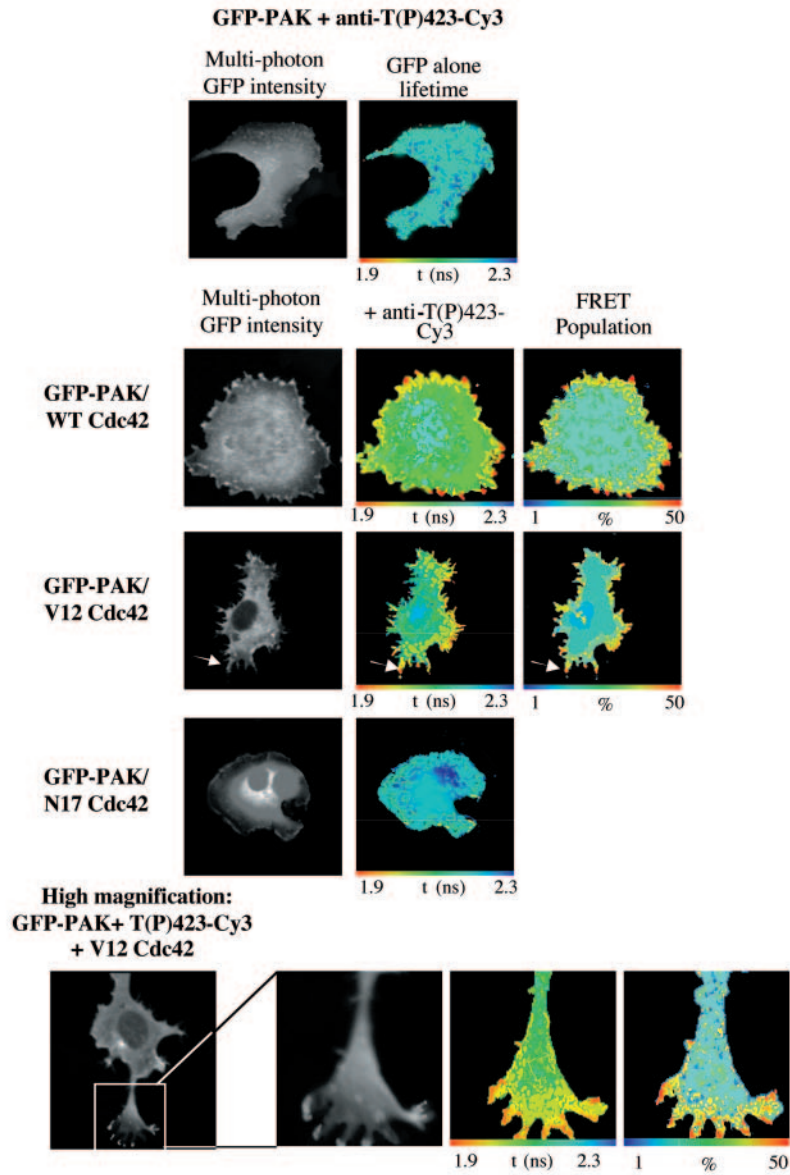 GFP-PAK + anti-T(P)423-Cy3
Multi-photon
GFP intensity
GFP alone
lifetime
1.9 t (ns) 2.3
Multi-photon
GFP intensity
+ anti-T(P)423-
Cy3
FRET
Population
GFP-PAK/
WT Cdc42
1.9 t (ns) 2.3
1 % 50
GFP-PAK/
V12 Cdc42
1.9 t (ns) 2.3
1 % 50
GFP-PAK/
N17 Cdc42
1.9 t (ns) 2.3
High magnification:
GFP-PAK+ T(P)423-Cy3
+ V12 Cdc42
1.9 t (ns) 2.3
1 % 50